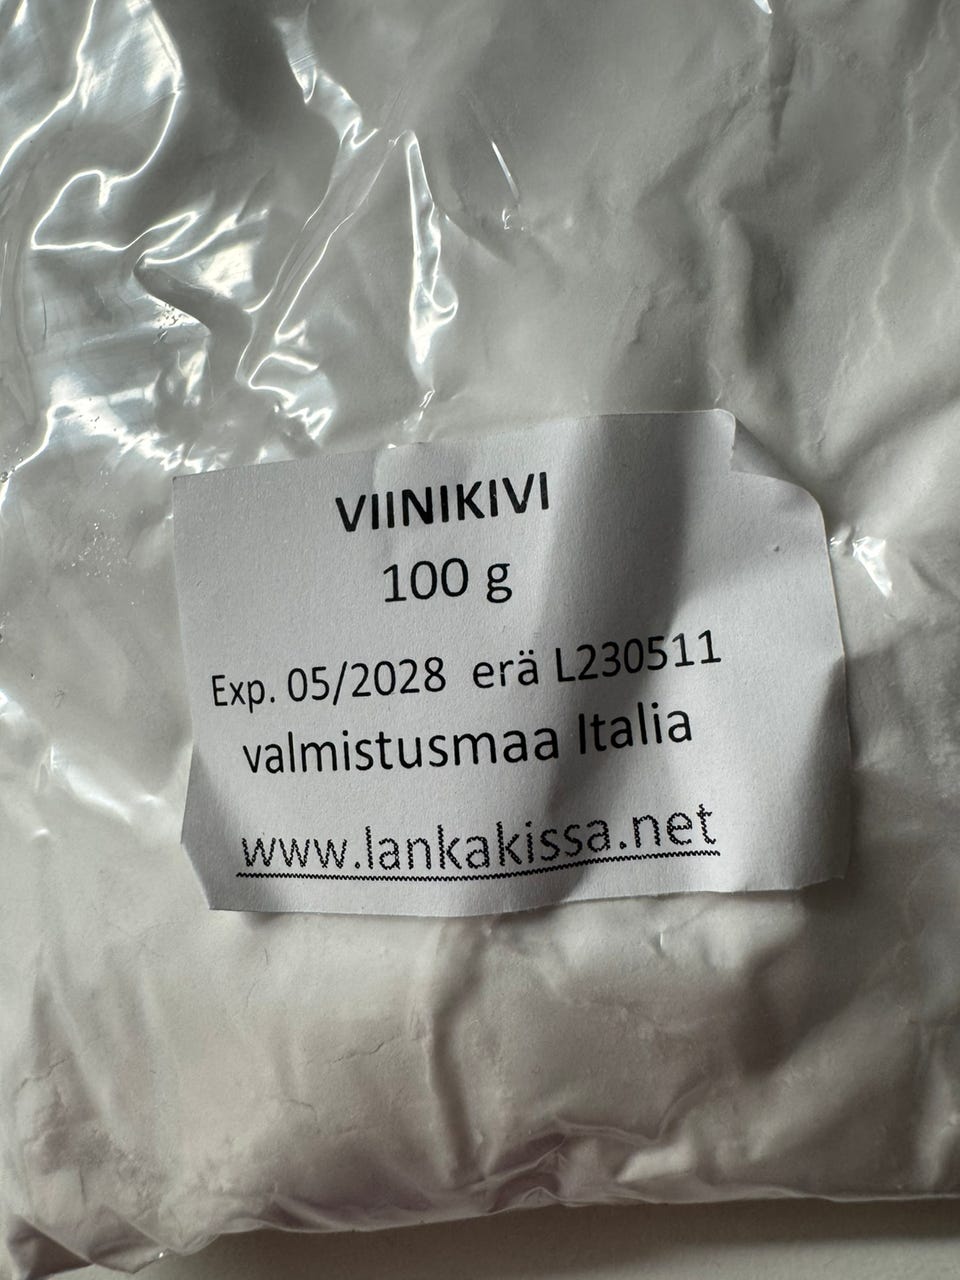 VIINIKIVI
100 g
Exp. 05/2028 erä L230511
valmistusmaa Italia
www.lankakissa.net